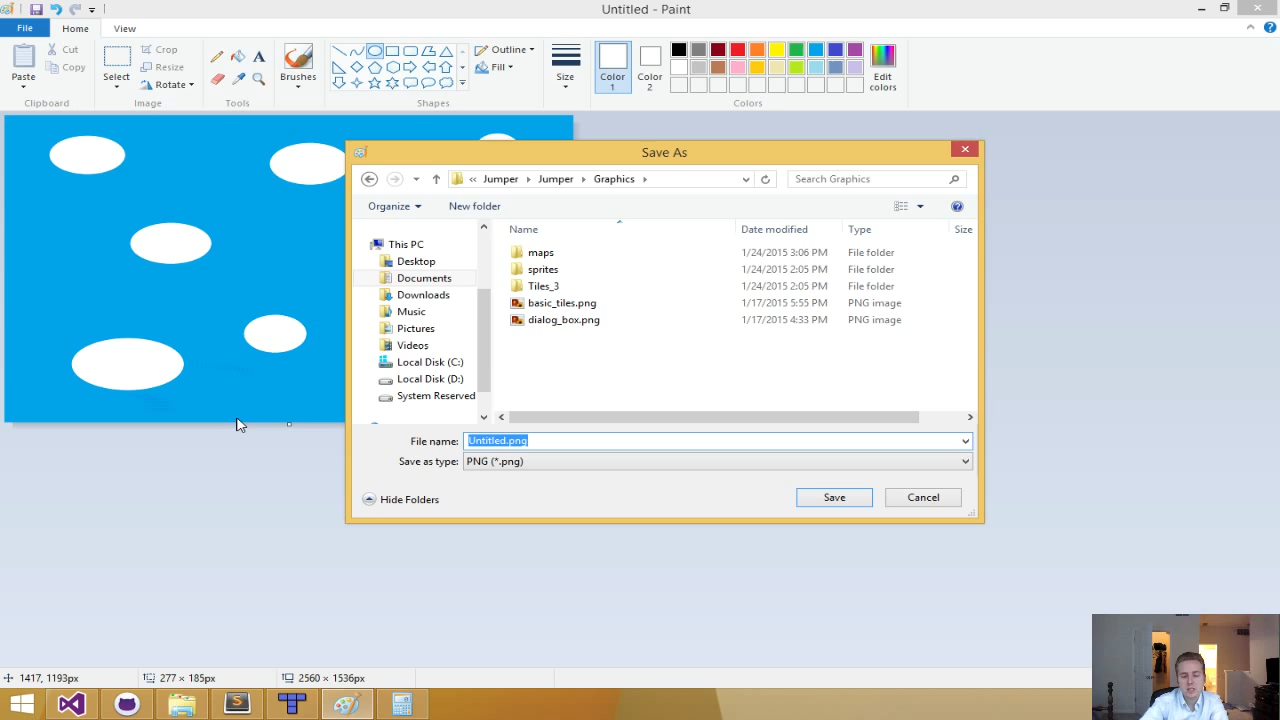 Untitled - Paint
File Home View
Paste
Cut
Copy
Clipboard
Select
Crop
Resize
Rotate
Image
A
Tools
Brushes
Shapes
Outline
Fill
Size
Color 1
Color 2
Edit colors
Colors
Save As
« Jumper Jumper Graphics
Search Graphics
Organize New folder
Name Date modified Type Size
This PC
Desktop
Documents
Downloads
Music
Pictures
Videos
Local Disk (C:)
Local Disk (D:)
System Reserved
maps 1/24/2015 3:06 PM File folder
sprites 1/24/2015 2:05 PM File folder
Tiles_3 1/24/2015 2:05 PM File folder
basic_tiles.png 1/17/2015 5:55 PM PNG image
dialog_box.png 1/17/2015 4:33 PM PNG image
File name: Untitled.png
Save as type: PNG (*.png)
Hide Folders Save Cancel
1417, 1193px 277 × 185px 2560 × 1536px